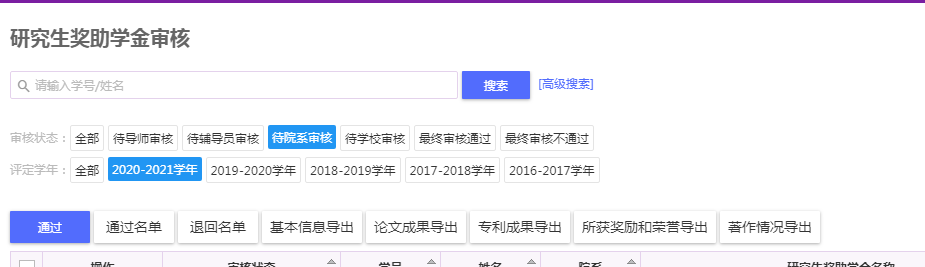 研究生奖助学金审核
请输入学号/姓名 搜索 [高级搜索]
审核状态： 全部 待导师审核 待辅导员审核 待院系审核 待学校审核 最终审核通过 最终审核不通过
评定学年： 全部 2020-2021学年 2019-2020学年 2018-2019学年 2017-2018学年 2016-2017学年
通过 通过名单 退回名单 基本信息导出 论文成果导出 专利成果导出 所获奖励和荣誉导出 著作情况导出
操作 审核状态 学号 姓名 院系 研究生奖助学金名称